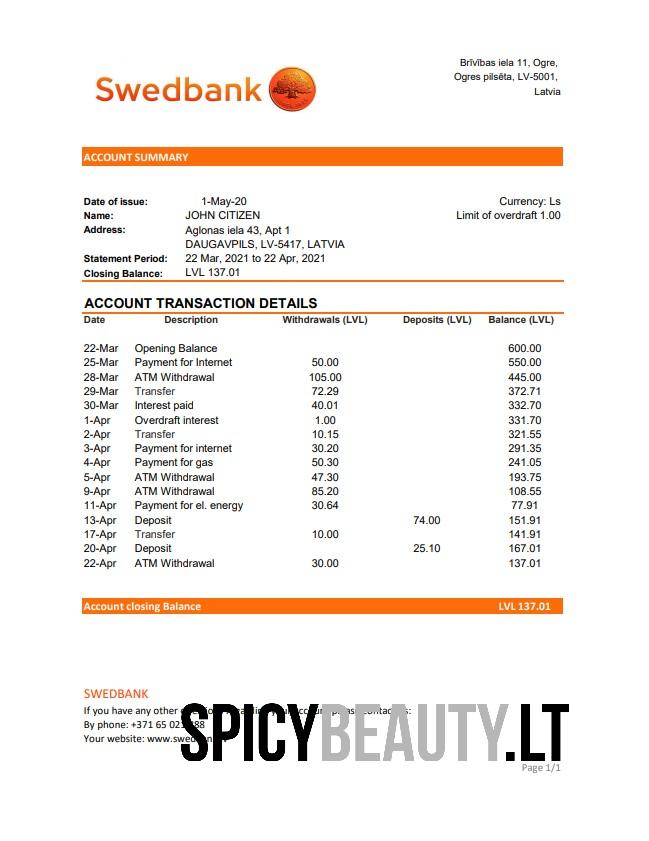 Swedbank
Brīvības iela 11, Ogre,
Ogres pilsēta, LV-5001,
Latvia
ACCOUNT SUMMARY
Date of issue: 1-May-20 Currency: Ls
Name: JOHN CITIZEN Limit of overdraft 1.00
Address: Aglonas iela 43, Apt 1
DAUGAVPILS, LV-5417, LATVIA
Statement Period: 22 Mar, 2021 to 22 Apr, 2021
Closing Balance: LVL 137.01
ACCOUNT TRANSACTION DETAILS
Date Description Withdrawals (LVL) Deposits (LVL) Balance (LVL)
22-Mar Opening Balance 600.00
25-Mar Payment for Internet 50.00 550.00
28-Mar ATM Withdrawal 105.00 445.00
29-Mar Transfer 72.29 372.71
30-Mar Interest paid 40.01 332.70
1-Apr Overdraft interest 1.00 331.70
2-Apr Transfer 10.15 321.55
3-Apr Payment for internet 30.20 291.35
4-Apr Payment for gas 50.30 241.05
5-Apr ATM Withdrawal 47.30 193.75
9-Apr ATM Withdrawal 85.20 108.55
11-Apr Payment for el. energy 30.64 77.91
13-Apr Deposit 74.00 151.91
17-Apr Transfer 10.00 141.91
20-Apr Deposit 25.10 167.01
22-Apr ATM Withdrawal 30.00 137.01
Account closing Balance LVL 137.01
SWEDBANK
If you have any other
By phone: +371 65
Your website:
SPICYBEAUTY.LT
Page 1/1